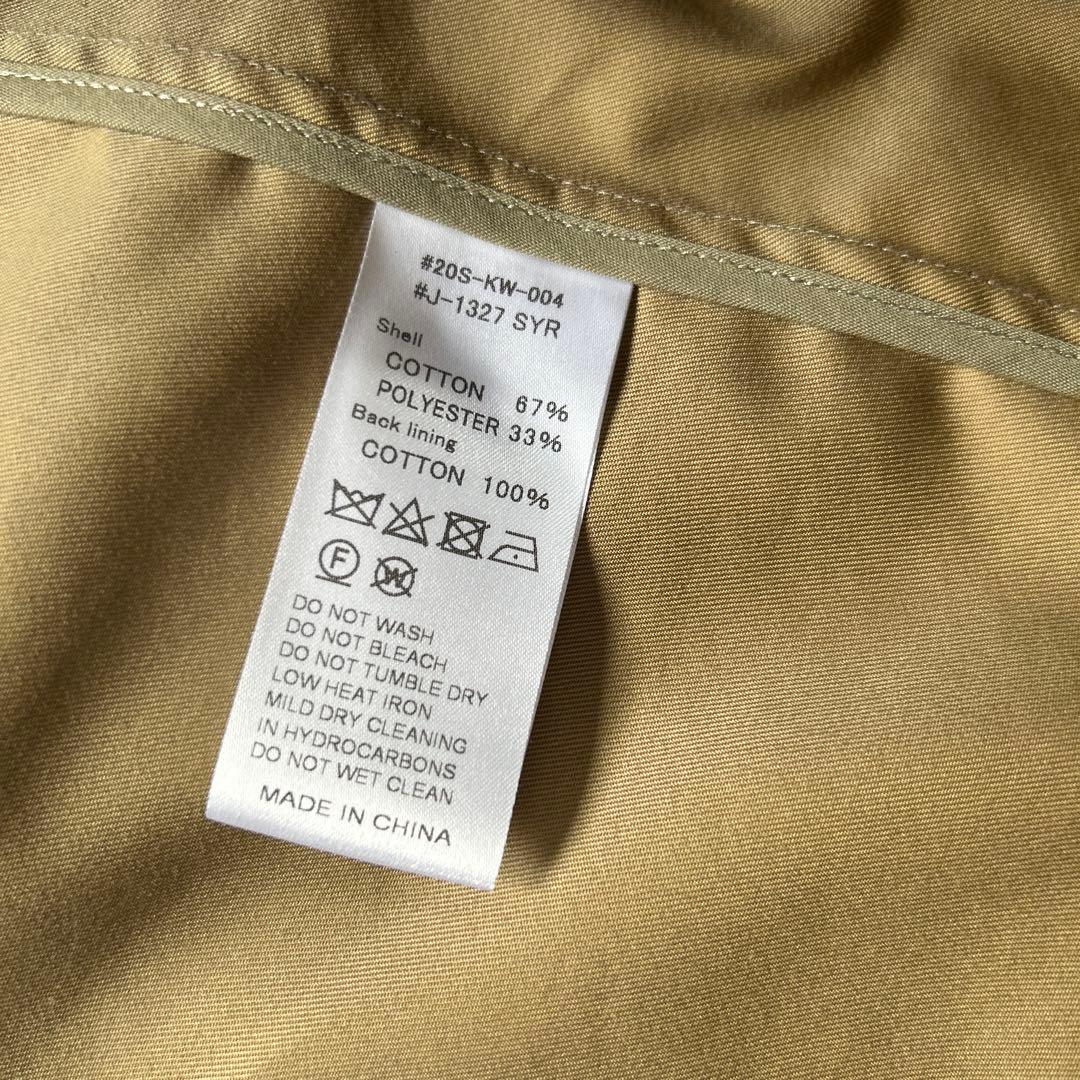 #20S-KW-004
#J-1327 SYR
Shell
COTTON 67%
POLYESTER 33%
Back lining
COTTON 100%
F W
DO NOT WASH
DO NOT BLEACH
DO NOT TUMBLE DRY
LOW HEAT IRON
MILD DRY CLEANING
IN HYDROCARBONS
DO NOT WET CLEAN
MADE IN CHINA